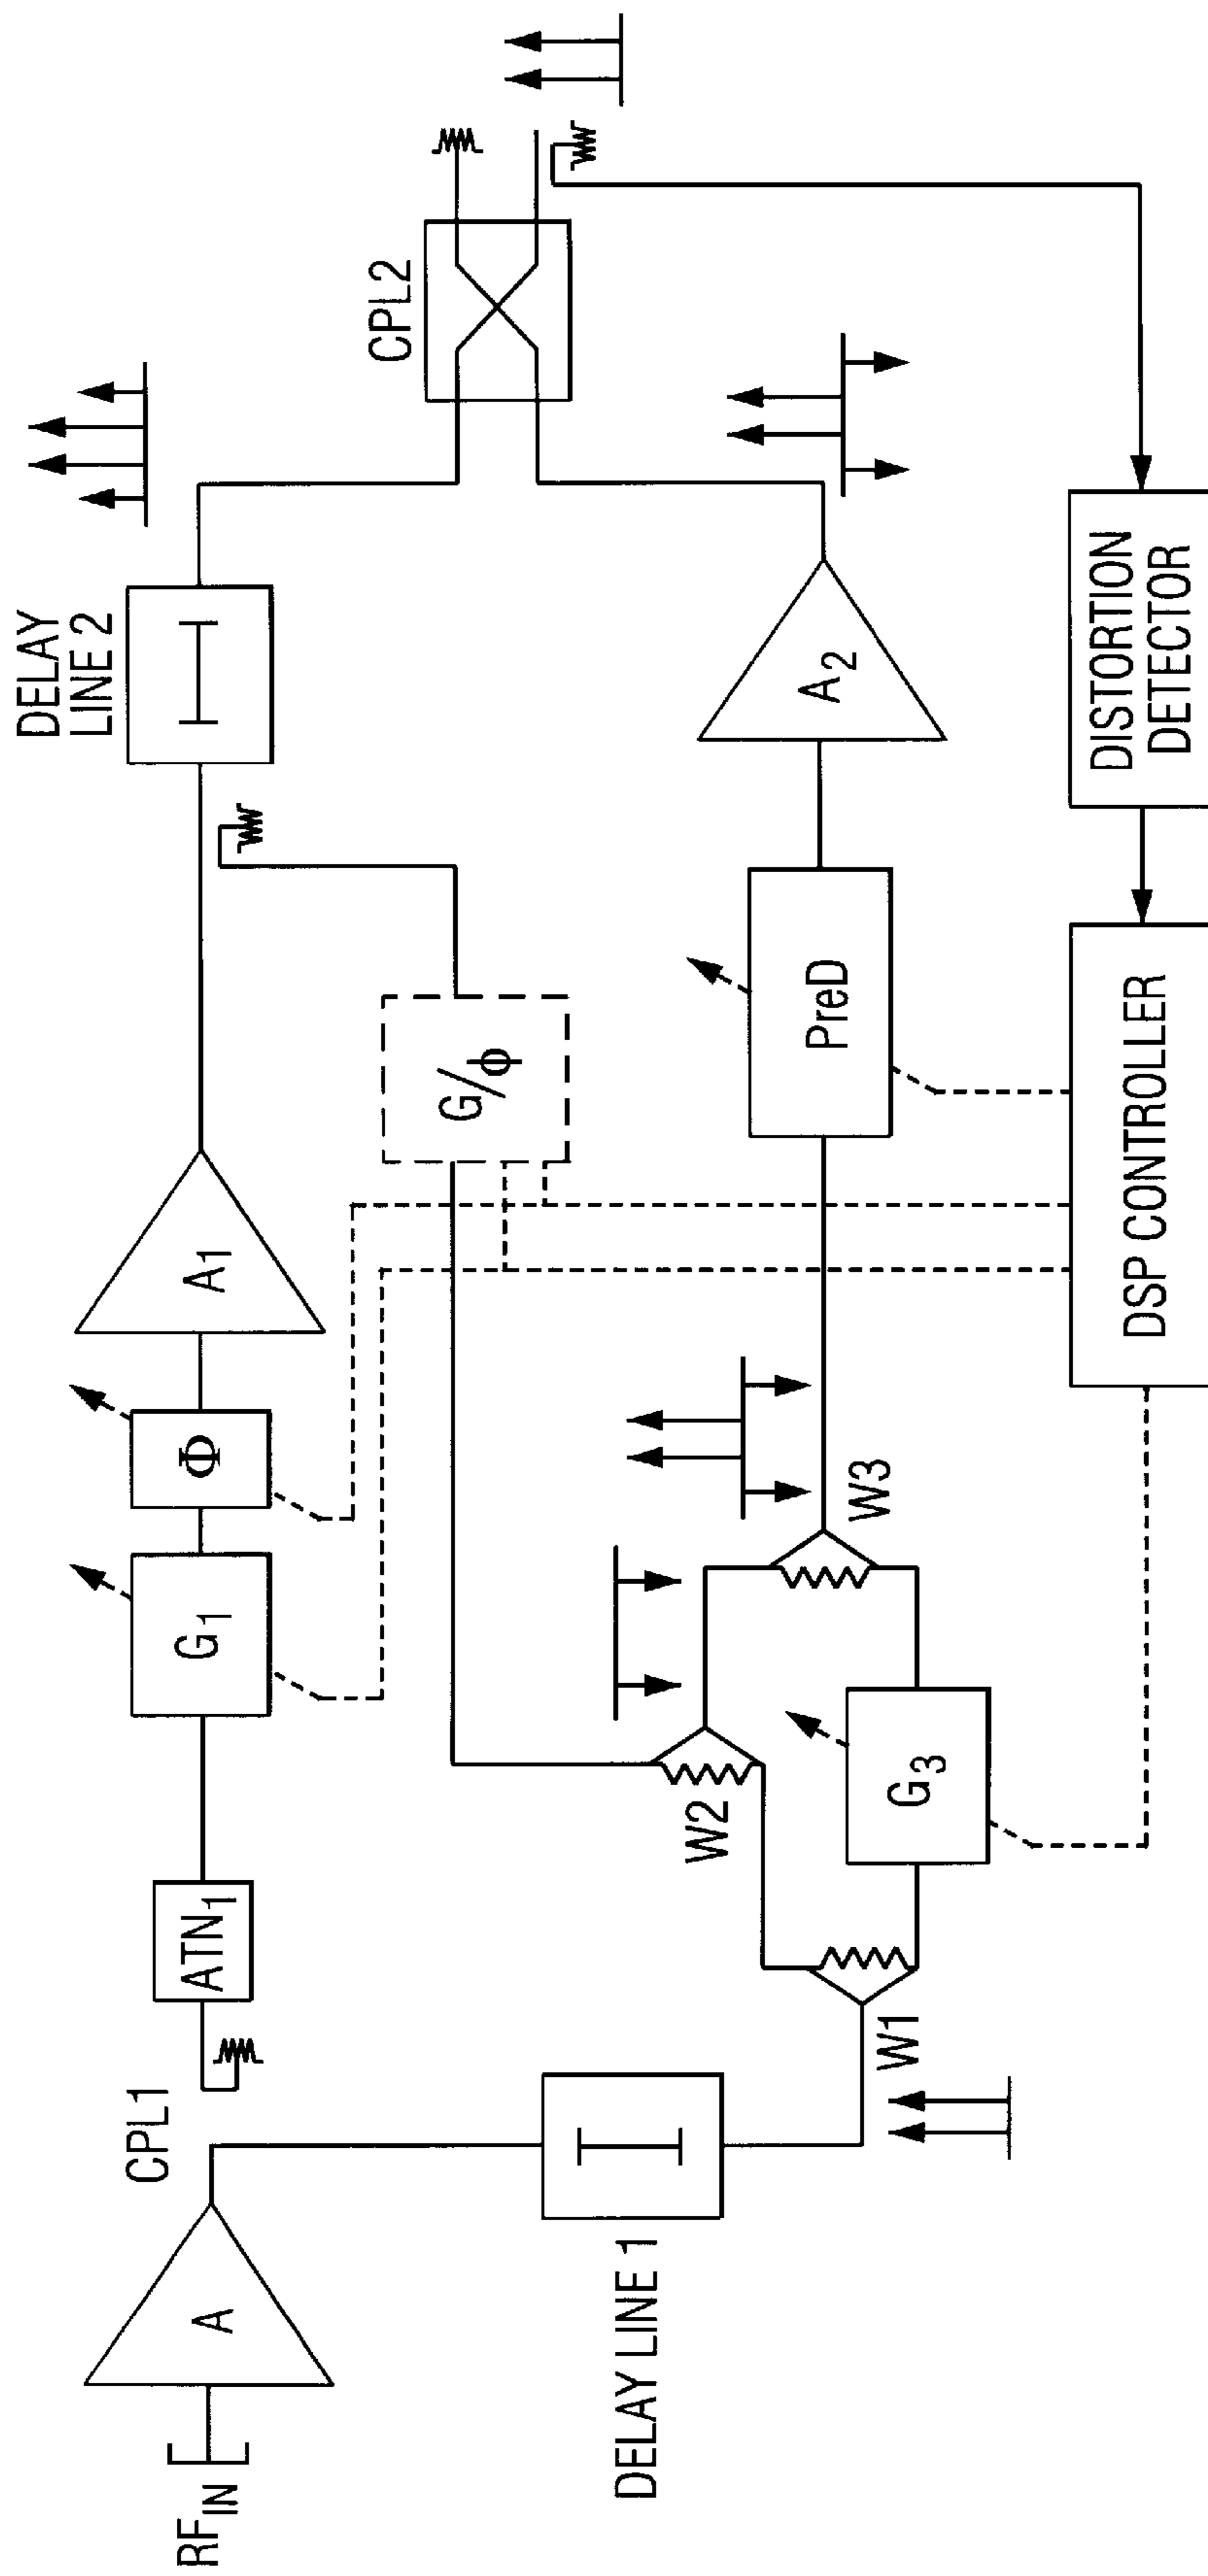 RF_IN
A
CPL1
ATN₁
G₁
Φ
A₁
DELAY
LINE 2
CPL2
G/ϕ
DELAY LINE 1
W1
W2
G₃
W3
PreD
A₂
DSP CONTROLLER
DISTORTION
DETECTOR